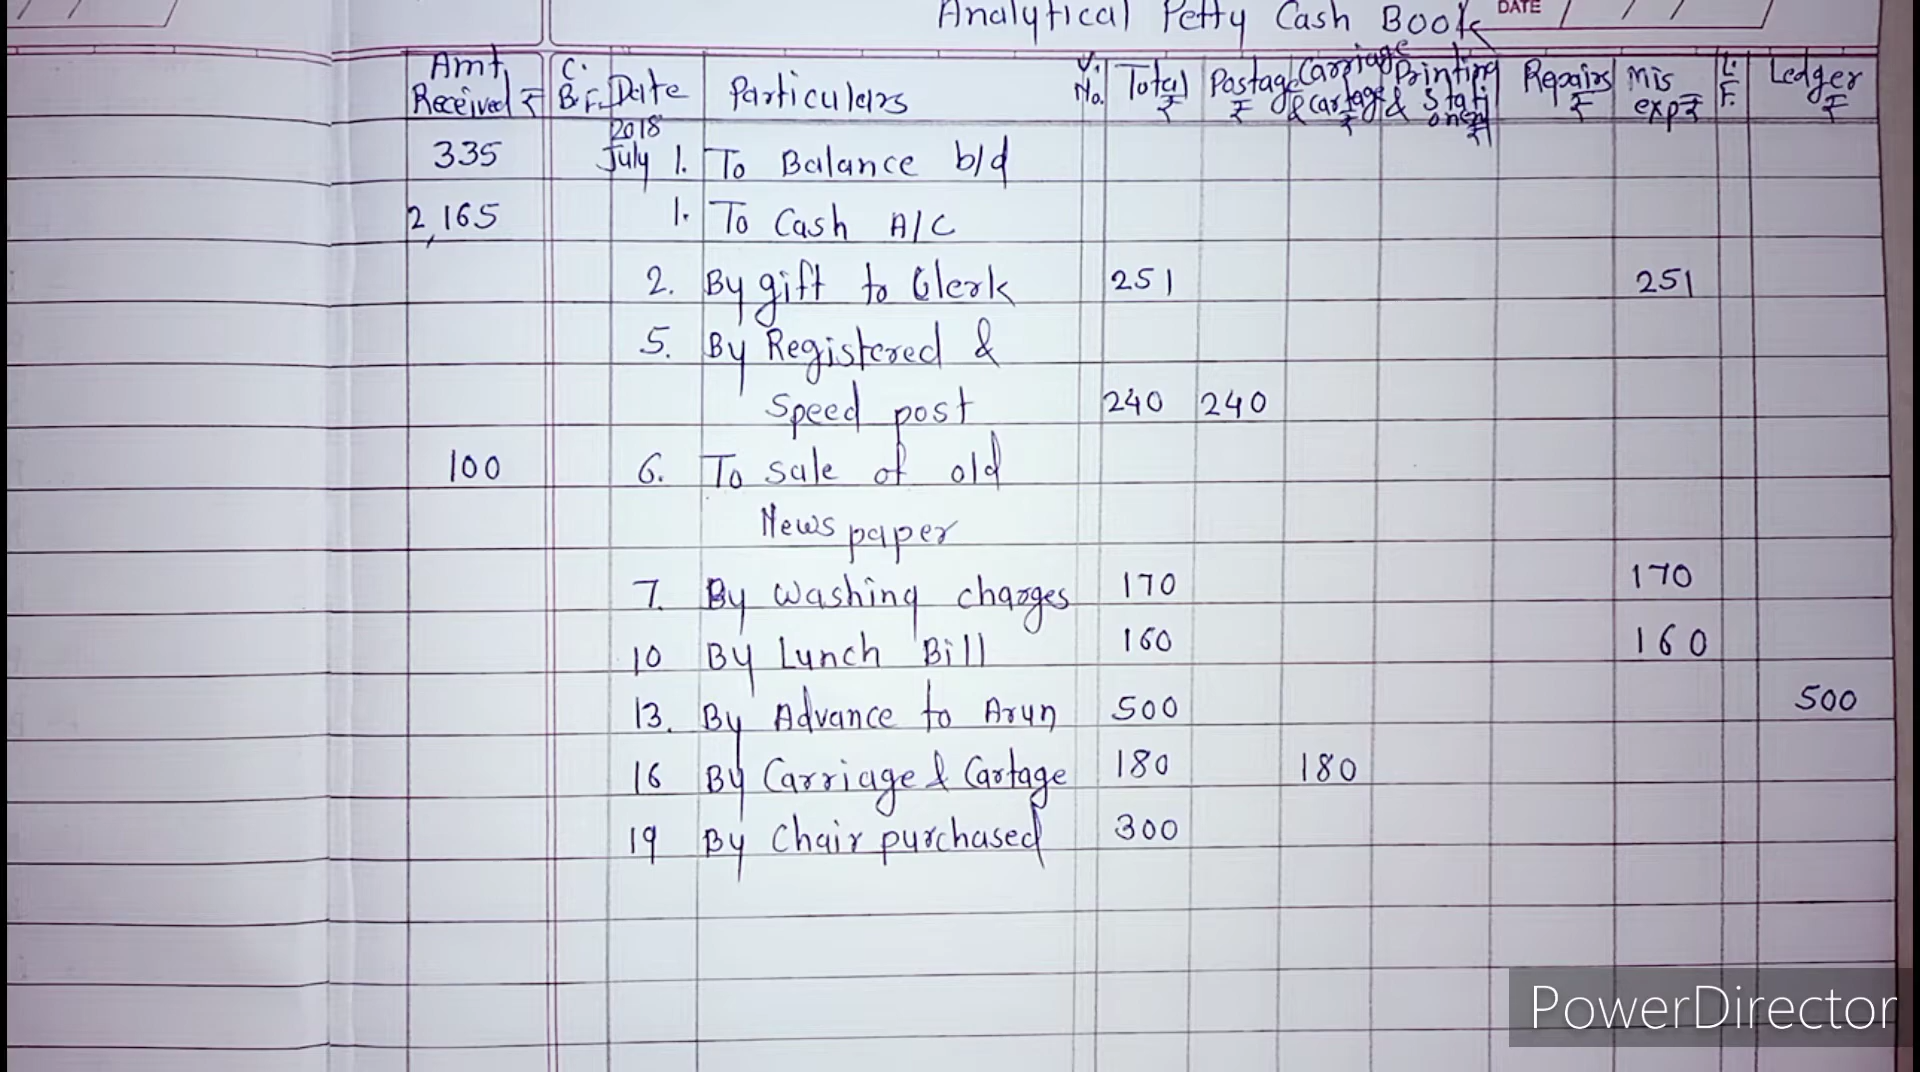 Analytical Petty Cash Book DATE
Amt Received ₹ C. B. F. Date Particulars V. No. Total ₹ Postage ₹ Carriage & Cartage ₹ Printing & Stationery ₹ Repairs ₹ Mis exp ₹ L. F. Ledger ₹
2018
335 July 1. To Balance b/d
2,165 1. To Cash A/C
2. By gift to Clerk 251 251
5. By Registered &
Speed post 240 240
100 6. To Sale of old
News paper
7. By Washing charges 170 170
10 By Lunch Bill 160 160
13. By Advance to Arun 500 500
16 By Carriage & Cartage 180 180
19 By Chair purchased 300
PowerDirector